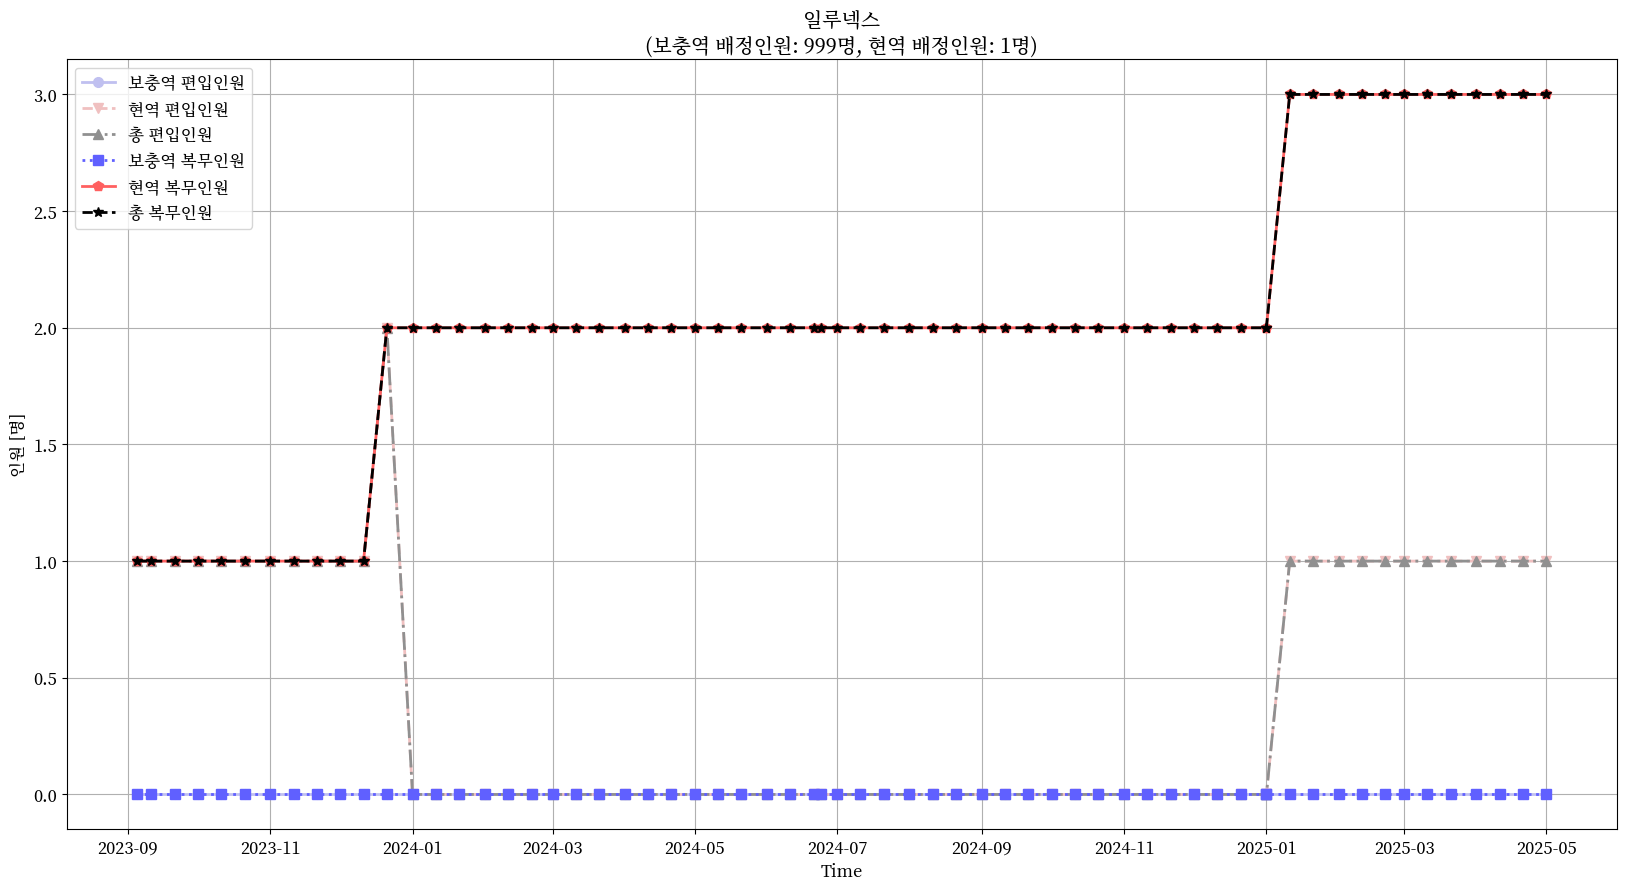 일루넥스
(보충역 배정인원: 999명, 현역 배정인원: 1명)
보충역 편입인원
현역 편입인원
총 편입인원
보충역 복무인원
현역 복무인원
총 복무인원
3.0
2.5
2.0
1.5
1.0
0.5
0.0
인원 [명]
2023-09 2023-11 2024-01 2024-03 2024-05 2024-07 2024-09 2024-11 2025-01 2025-03 2025-05
Time